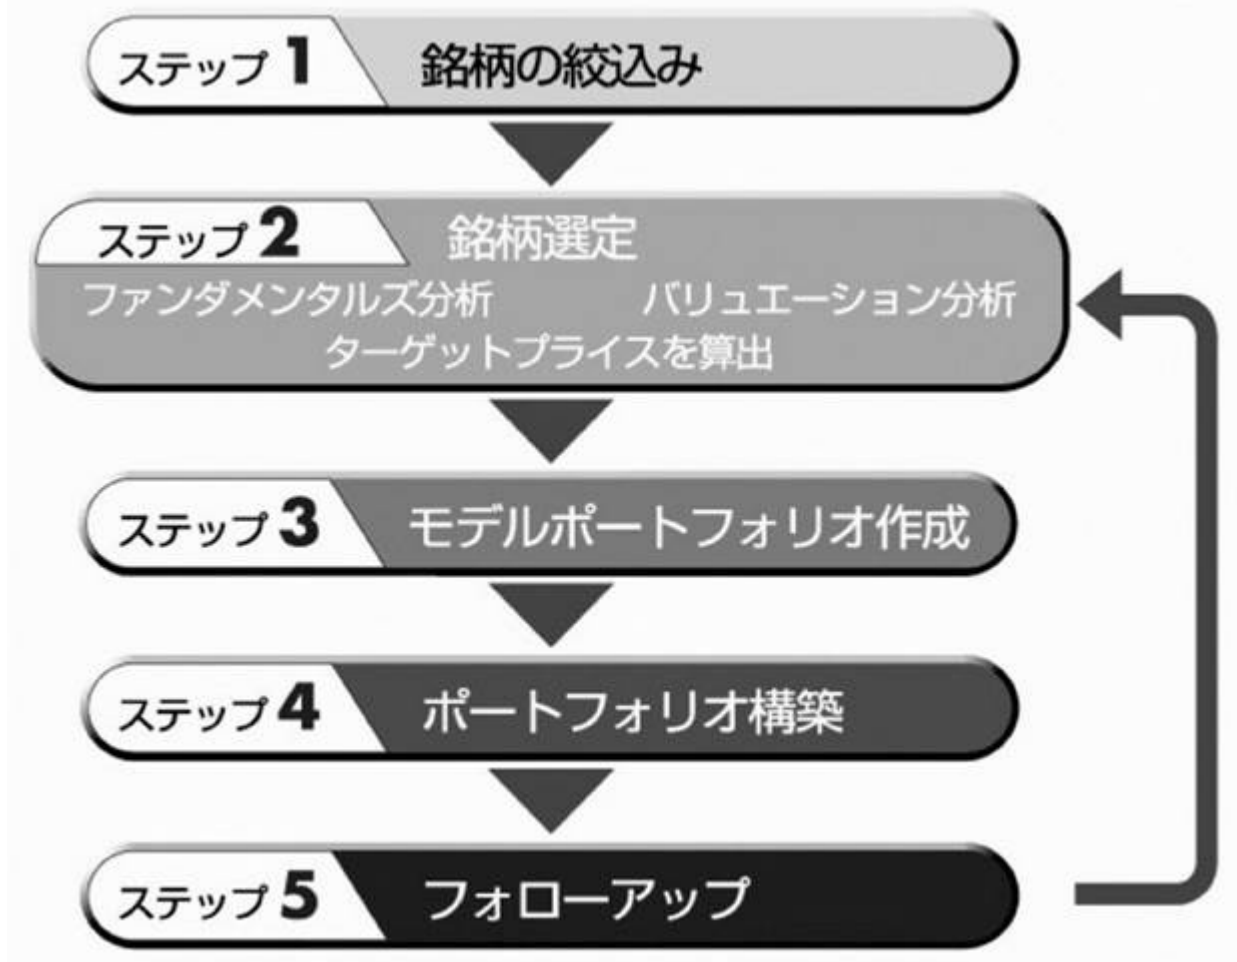 ステップ 1 銘柄の絞込み
ステップ 2 銘柄選定
ファンダメンタルズ分析 バリュエーション分析
ターゲットプライスを算出
ステップ 3 モデルポートフォリオ作成
ステップ 4 ポートフォリオ構築
ステップ 5 フォローアップ